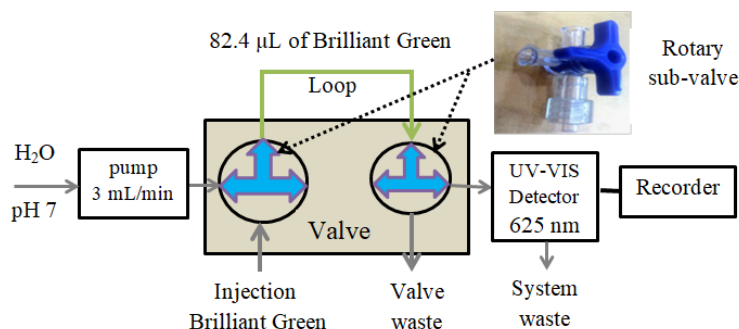 82.4 µL of Brilliant Green
Loop
Rotary
sub-valve
H₂O
pH 7
pump
3 mL/min
Valve
UV-VIS
Detector
625 nm
Recorder
Injection
Brilliant Green
Valve
waste
System
waste